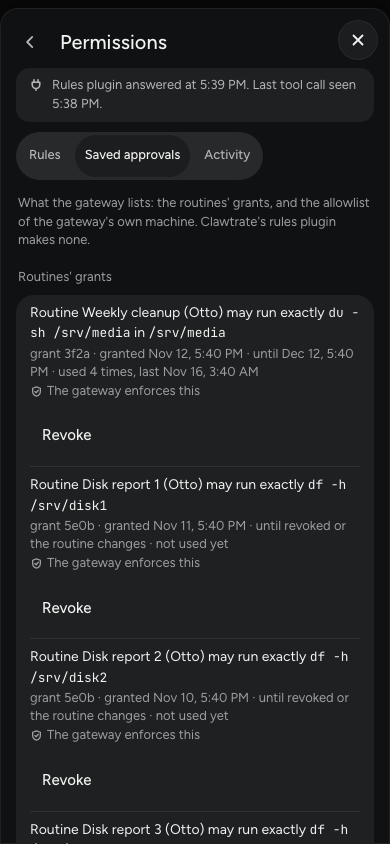 Permissions
Rules plugin answered at 5:39 PM. Last tool call seen
5:38 PM.
Rules
Saved approvals
Activity
What the gateway lists: the routines' grants, and the allowlist
of the gateway's own machine. Clawtrate's rules plugin
makes none.
Routines' grants
Routine Weekly cleanup (Otto) may run exactly du -
sh /srv/media in /srv/media
grant 3f2a · granted Nov 12, 5:40 PM · until Dec 12, 5:40
PM · used 4 times, last Nov 16, 3:40 AM
The gateway enforces this
Revoke
Routine Disk report 1 (Otto) may run exactly df -h
/srv/disk1
grant 5e0b · granted Nov 11, 5:40 PM · until revoked or
the routine changes · not used yet
The gateway enforces this
Revoke
Routine Disk report 2 (Otto) may run exactly df -h
/srv/disk2
grant 5e0b · granted Nov 10, 5:40 PM · until revoked or
the routine changes · not used yet
The gateway enforces this
Revoke
Routine Disk report 3 (Otto) may run exactly df -h